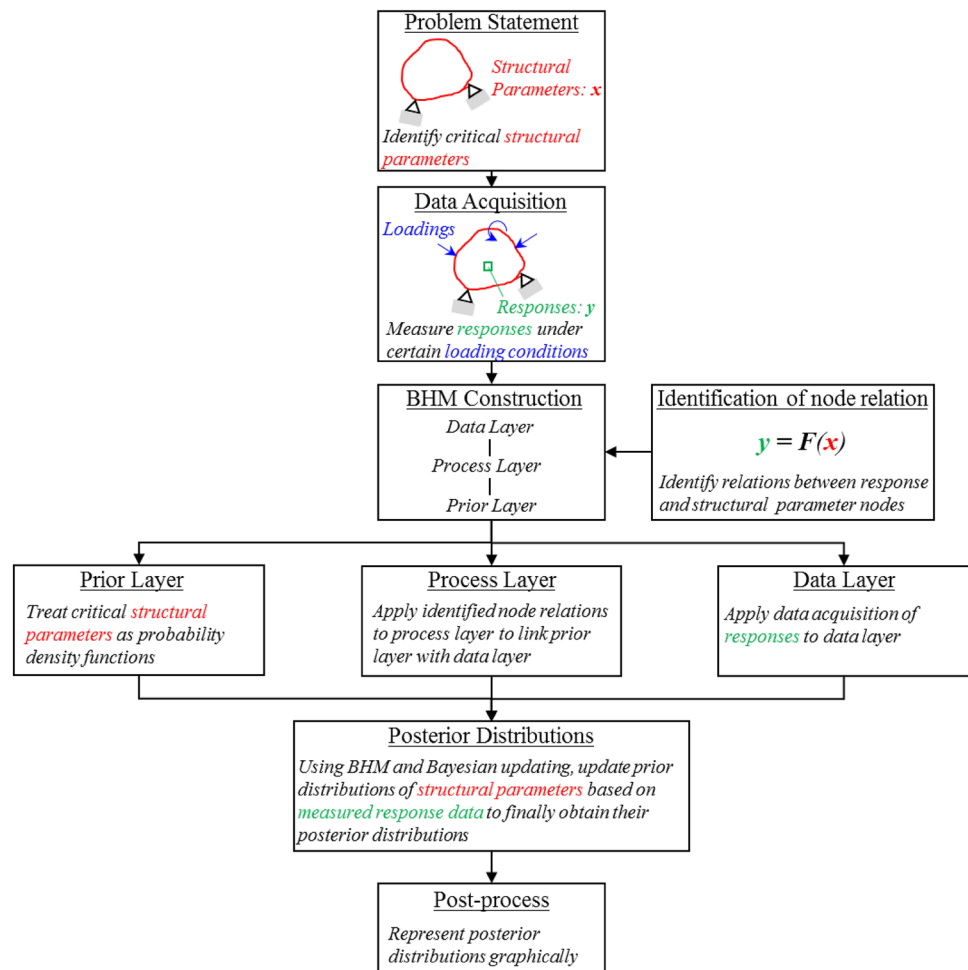 Problem Statement
Structural
Parameters: x
Identify critical structural
parameters
Data Acquisition
Loadings
Responses: y
Measure responses under
certain loading conditions
BHM Construction
Data Layer
Process Layer
Prior Layer
Identification of node relation
y = F(x)
Identify relations between response
and structural parameter nodes
Prior Layer
Treat critical structural
parameters as probability
density functions
Process Layer
Apply identified node relations
to process layer to link prior
layer with data layer
Data Layer
Apply data acquisition of
responses to data layer
Posterior Distributions
Using BHM and Bayesian updating, update prior
distributions of structural parameters based on
measured response data to finally obtain their
posterior distributions
Post-process
Represent posterior
distributions graphically